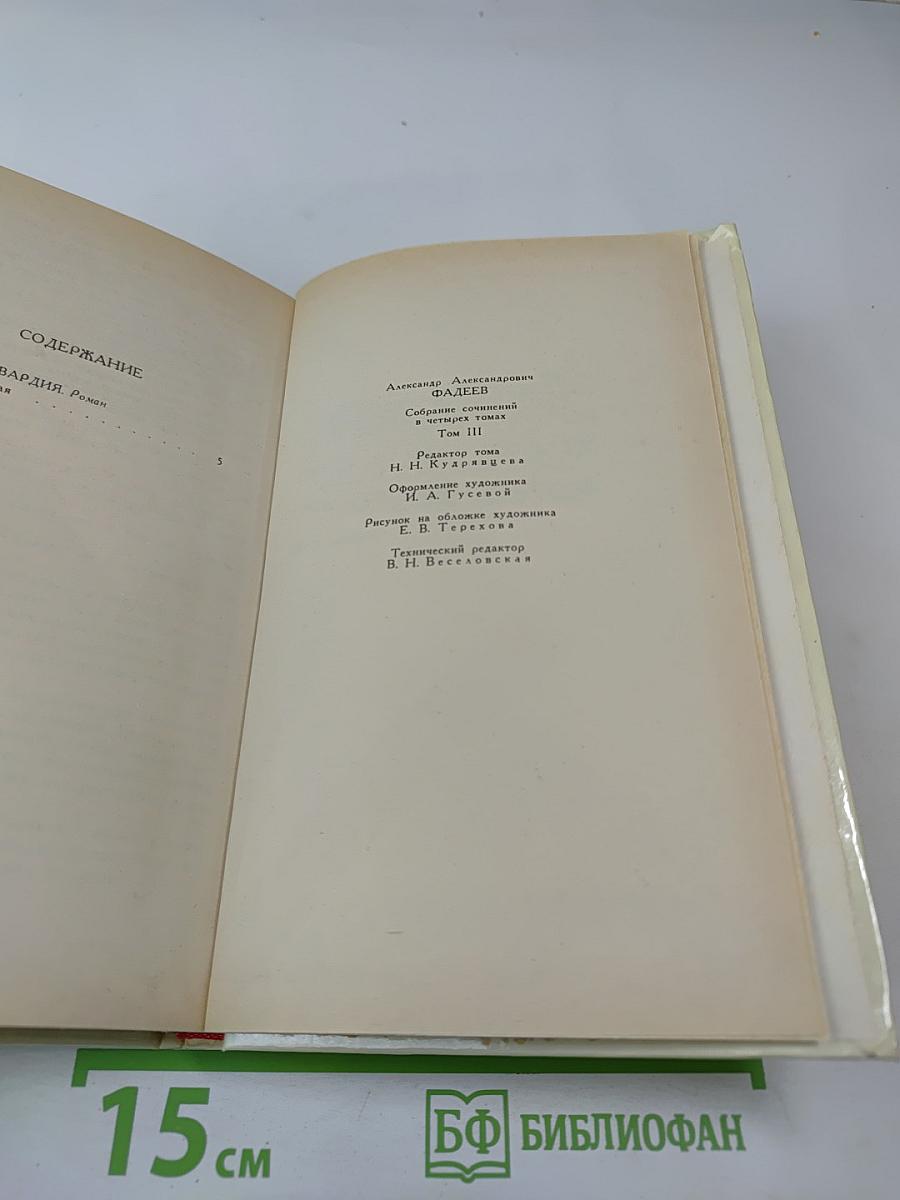 СОДЕРЖАНИЕ
ВАРДИЯ. Роман
ая . . . . . . . . . . . . . . . 5
Александр Александрович
ФАДЕЕВ
Собрание сочинений
в четырех томах
Том III
Редактор тома
Н. Н. Кудрявцева
Оформление художника
И. А. Гусевой
Рисунок на обложке художника
Е. В. Терехова
Технический редактор
В. Н. Веселовская
15 см
БФ БИБЛИОФАН